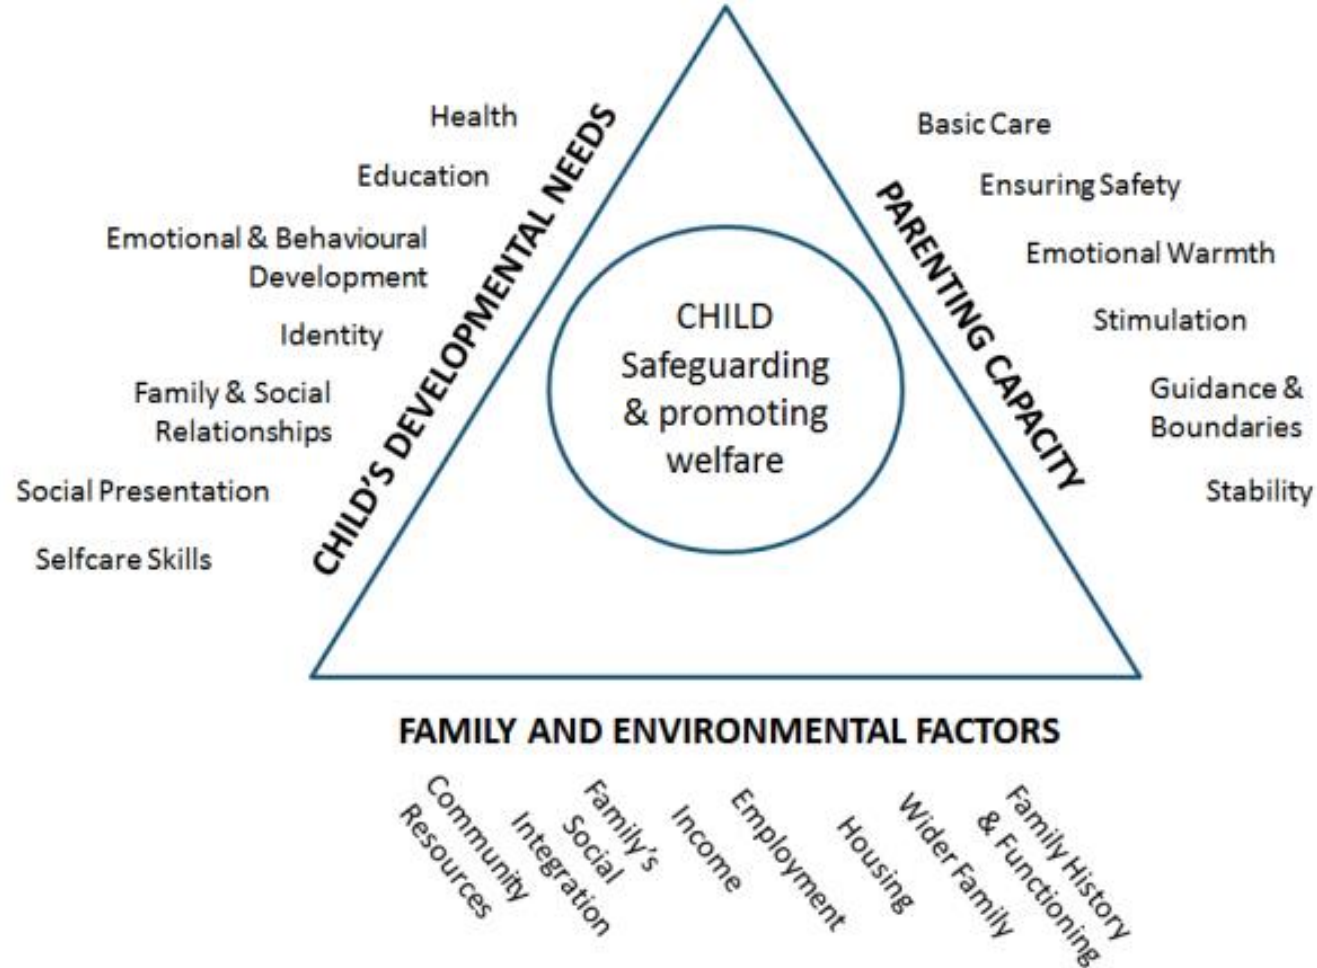 Health
Education
Emotional & Behavioural
Development
Identity
Family & Social
Relationships
Social Presentation
Selfcare Skills
CHILD'S DEVELOPMENTAL NEEDS
CHILD
Safeguarding
& promoting
welfare
PARENTING CAPACITY
Basic Care
Ensuring Safety
Emotional Warmth
Stimulation
Guidance &
Boundaries
Stability
FAMILY AND ENVIRONMENTAL FACTORS
Community
Resources
Family's
Social
Integration
Income
Employment
Housing
Wider Family
Family History
& Functioning